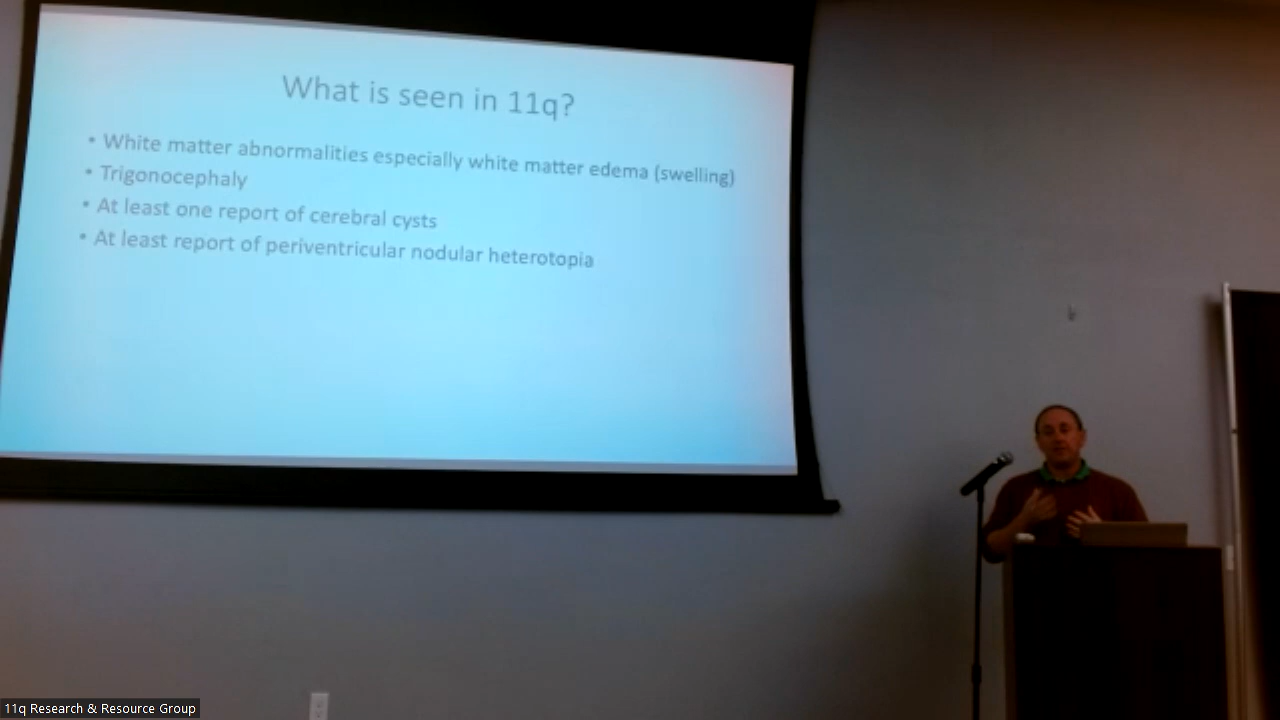 What is seen in 11q?
• White matter abnormalities especially white matter edema (swelling)
• Trigonocephaly
• At least one report of cerebral cysts
• At least report of periventricular nodular heterotopia
11q Research & Resource Group